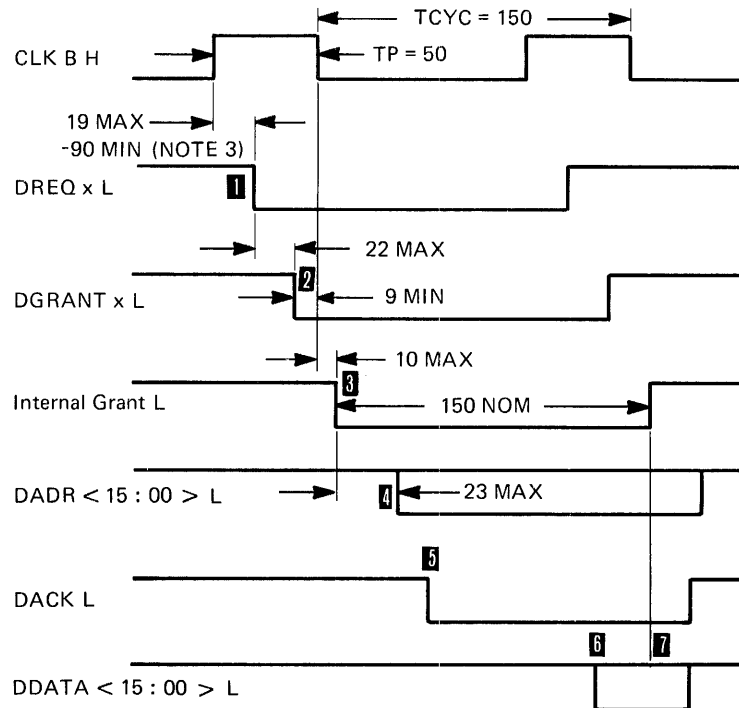 TCYC = 150
CLK B H
TP = 50
19 MAX
-90 MIN (NOTE 3)
DREQ x L
1
22 MAX
DGRANT x L
2
9 MIN
10 MAX
Internal Grant L
3
150 NOM
DADR < 15 : 00 > L
4
23 MAX
5
DACK L
6
7
DDATA < 15 : 00 > L